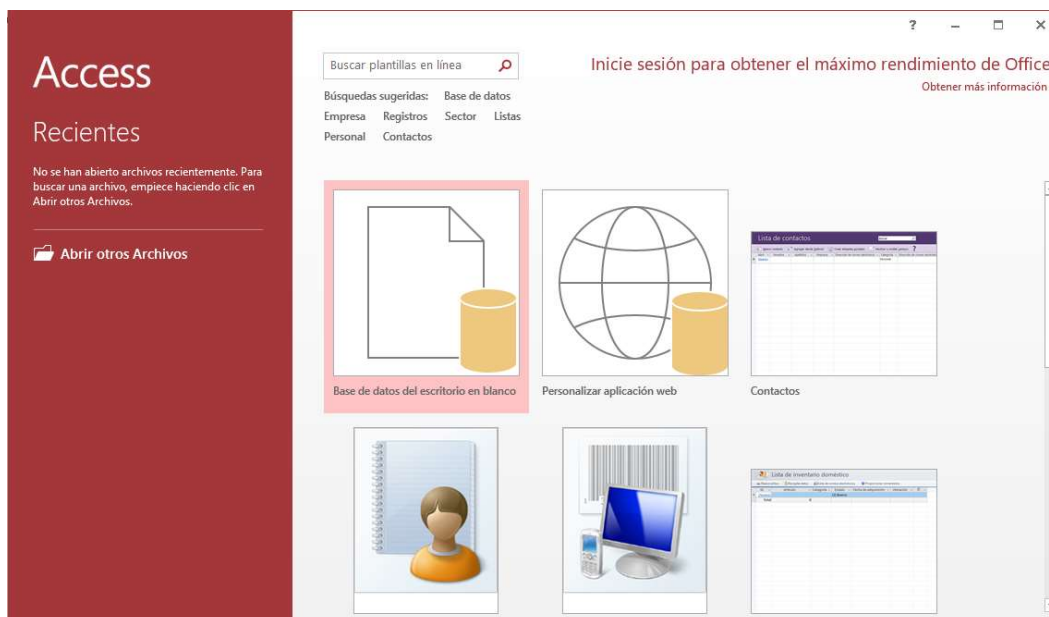 Access
Recientes
No se han abierto archivos recientemente. Para
buscar una archivo, empiece haciendo clic en
Abrir otros Archivos.
Abrir otros Archivos
?
Buscar plantillas en línea
Inicie sesión para obtener el máximo rendimiento de Office
Obtener más información
Búsquedas sugeridas: Base de datos
Empresa Registros Sector Listas
Personal Contactos
Lista de contactos
Base de datos del escritorio en blanco
Personalizar aplicación web
Contactos
Lista de inventario doméstico
Total